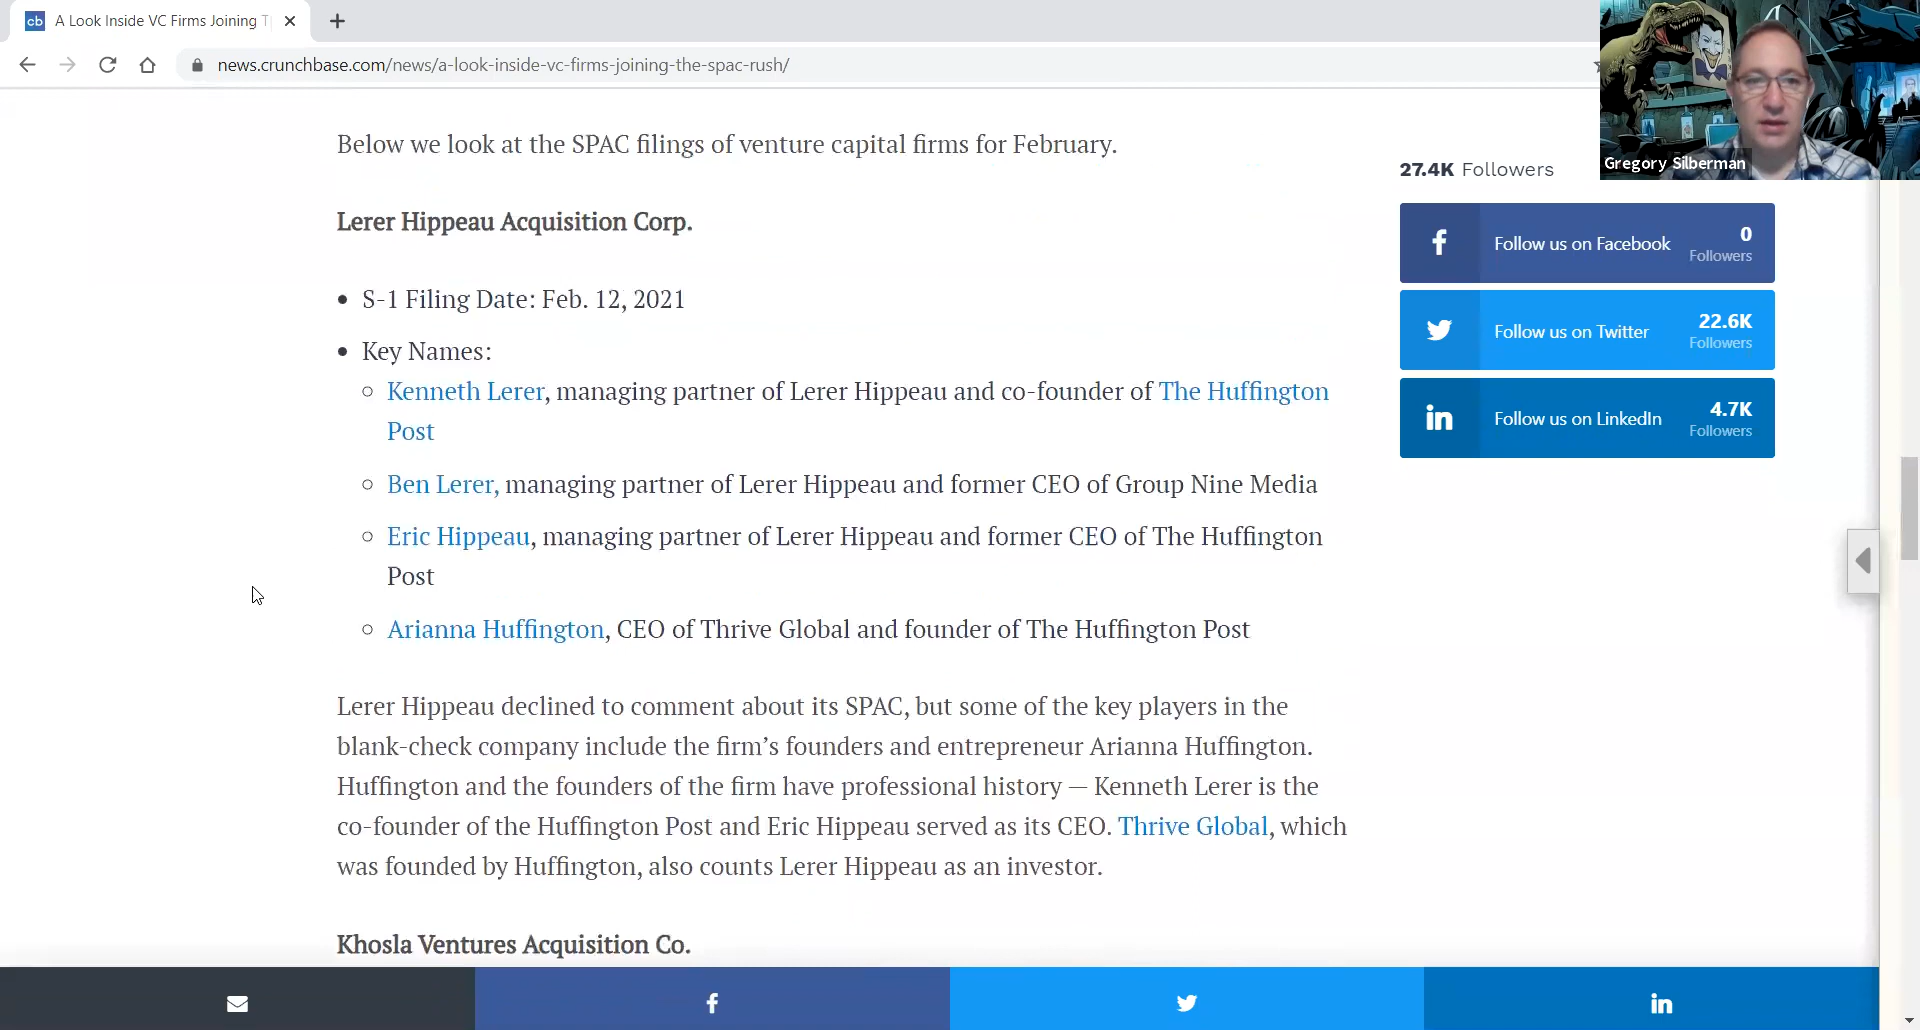 cb A Look Inside VC Firms Joining T
news.crunchbase.com/news/a-look-inside-vc-firms-joining-the-spac-rush/
Gregory Silberman
Below we look at the SPAC filings of venture capital firms for February.
27.4K Followers
Lerer Hippeau Acquisition Corp.
Follow us on Facebook 0 Followers
• S-1 Filing Date: Feb. 12, 2021
Follow us on Twitter 22.6K Followers
• Key Names:
○ Kenneth Lerer, managing partner of Lerer Hippeau and co-founder of The Huffington
Post
Follow us on LinkedIn 4.7K Followers
○ Ben Lerer, managing partner of Lerer Hippeau and former CEO of Group Nine Media
○ Eric Hippeau, managing partner of Lerer Hippeau and former CEO of The Huffington
Post
○ Arianna Huffington, CEO of Thrive Global and founder of The Huffington Post
Lerer Hippeau declined to comment about its SPAC, but some of the key players in the
blank-check company include the firm’s founders and entrepreneur Arianna Huffington.
Huffington and the founders of the firm have professional history — Kenneth Lerer is the
co-founder of the Huffington Post and Eric Hippeau served as its CEO. Thrive Global, which
was founded by Huffington, also counts Lerer Hippeau as an investor.
Khosla Ventures Acquisition Co.